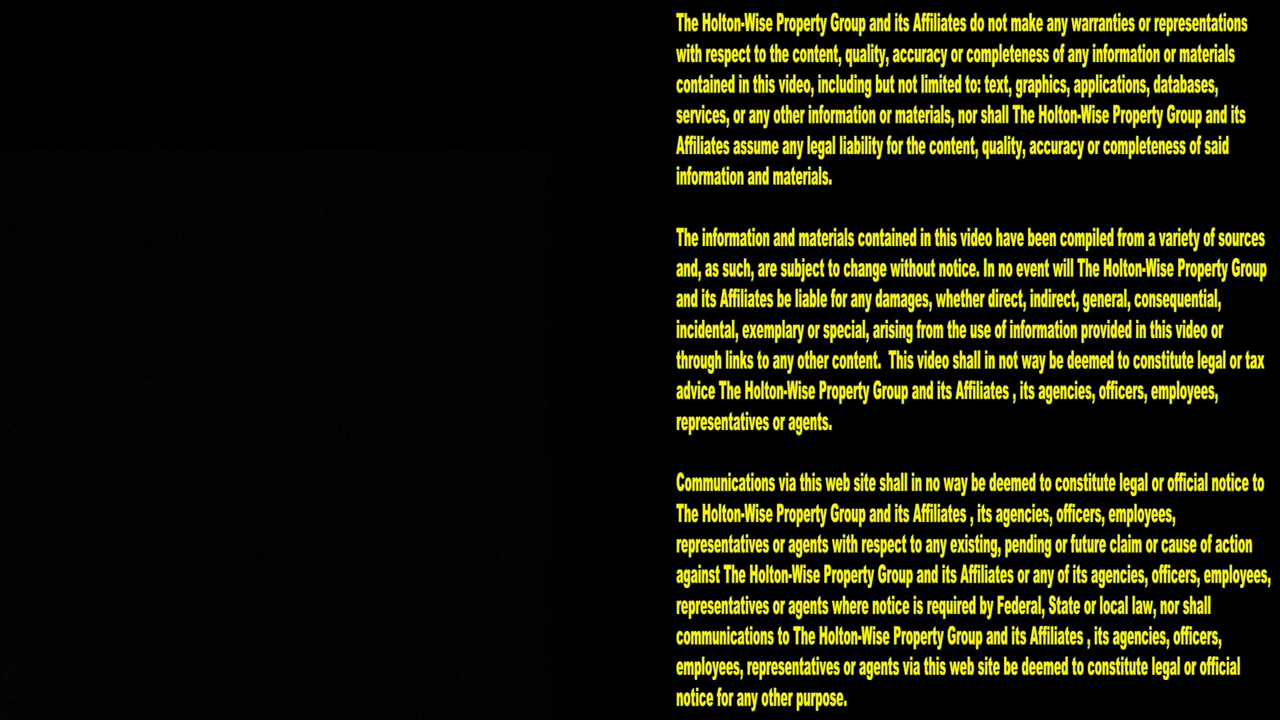 The Holton-Wise Property Group and its Affiliates do not make any warranties or representations
with respect to the content, quality, accuracy or completeness of any information or materials
contained in this video, including but not limited to: text, graphics, applications, databases,
services, or any other information or materials, nor shall The Holton-Wise Property Group and its
Affiliates assume any legal liability for the content, quality, accuracy or completeness of said
information and materials.
The information and materials contained in this video have been compiled from a variety of sources
and, as such, are subject to change without notice. In no event will The Holton-Wise Property Group
and its Affiliates be liable for any damages, whether direct, indirect, general, consequential,
incidental, exemplary or special, arising from the use of information provided in this video or
through links to any other content.  This video shall in not way be deemed to constitute legal or tax
advice The Holton-Wise Property Group and its Affiliates , its agencies, officers, employees,
representatives or agents.
Communications via this web site shall in no way be deemed to constitute legal or official notice to
The Holton-Wise Property Group and its Affiliates , its agencies, officers, employees,
representatives or agents with respect to any existing, pending or future claim or cause of action
against The Holton-Wise Property Group and its Affiliates or any of its agencies, officers, employees,
representatives or agents where notice is required by Federal, State or local law, nor shall
communications to The Holton-Wise Property Group and its Affiliates , its agencies, officers,
employees, representatives or agents via this web site be deemed to constitute legal or official
notice for any other purpose.